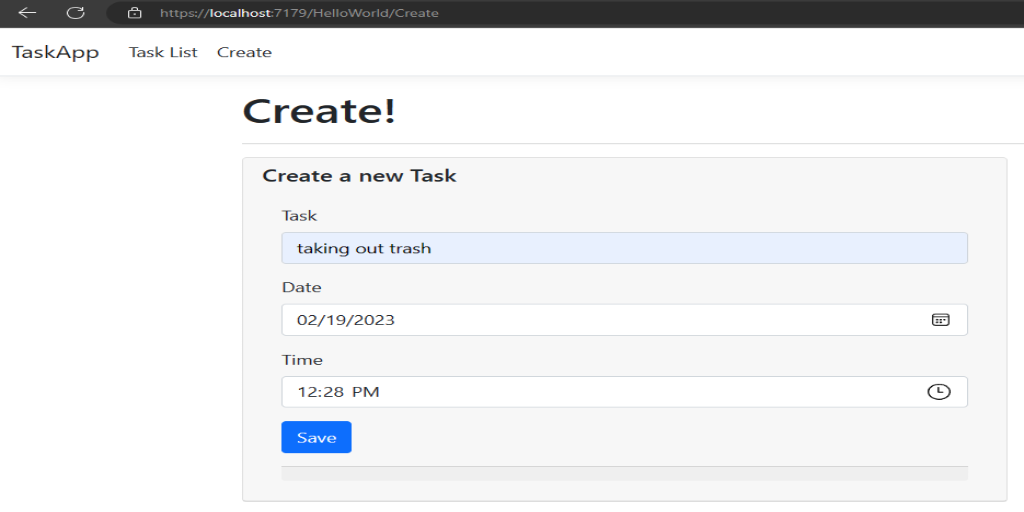 https://localhost:7179/HelloWorld/Create
TaskApp Task List Create
Create!
Create a new Task
Task
taking out trash
Date
02/19/2023
Time
12:28 PM
Save